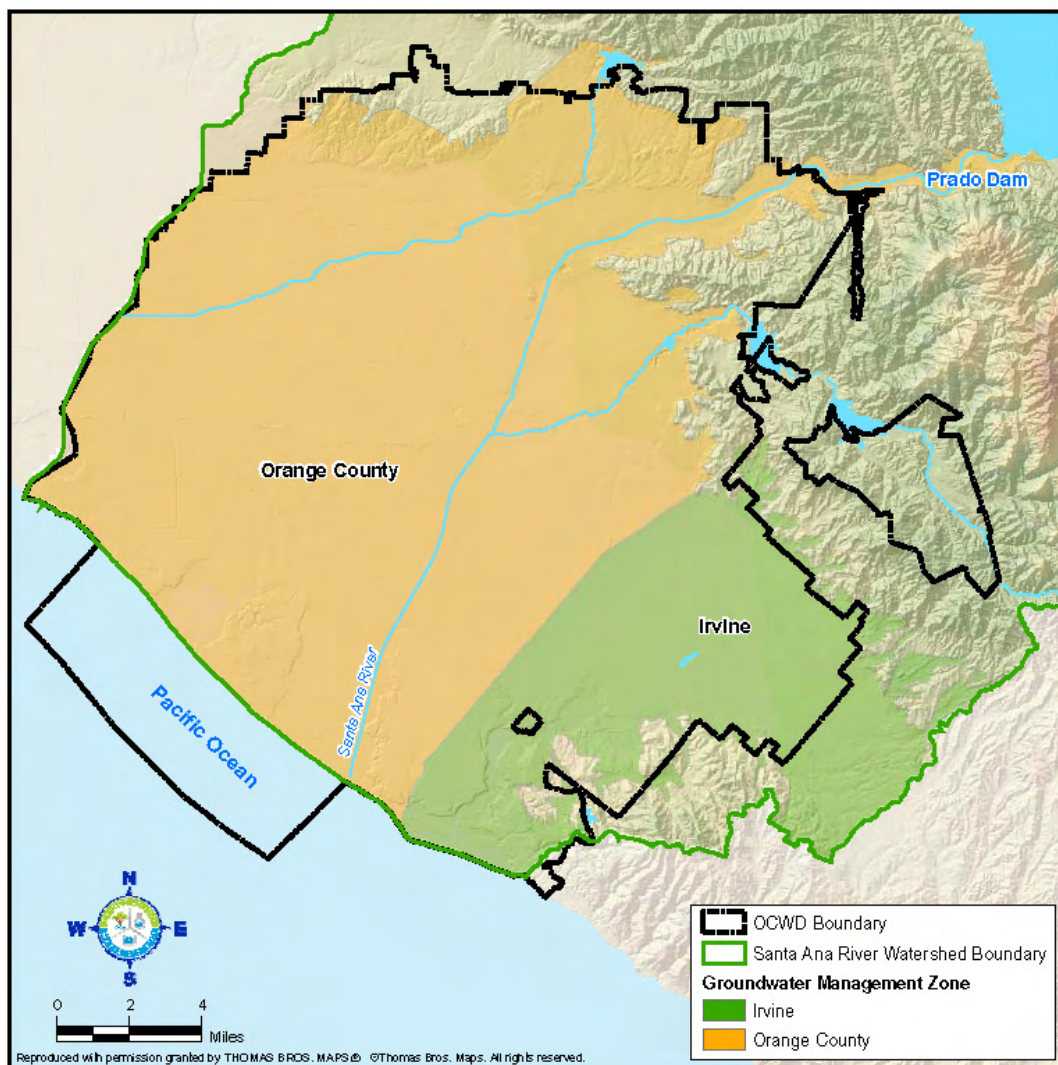 Prado Dam
Orange County
Irvine
Santa Ana River
Pacific Ocean
N
W E
S
0 2 4
Miles
OCWD Boundary
Santa Ana River Watershed Boundary
Groundwater Management Zone
Irvine
Orange County
Reproduced with permission granted by THOMAS BROS. MAPS® ©Thomas Bros. Maps. All rights reserved.